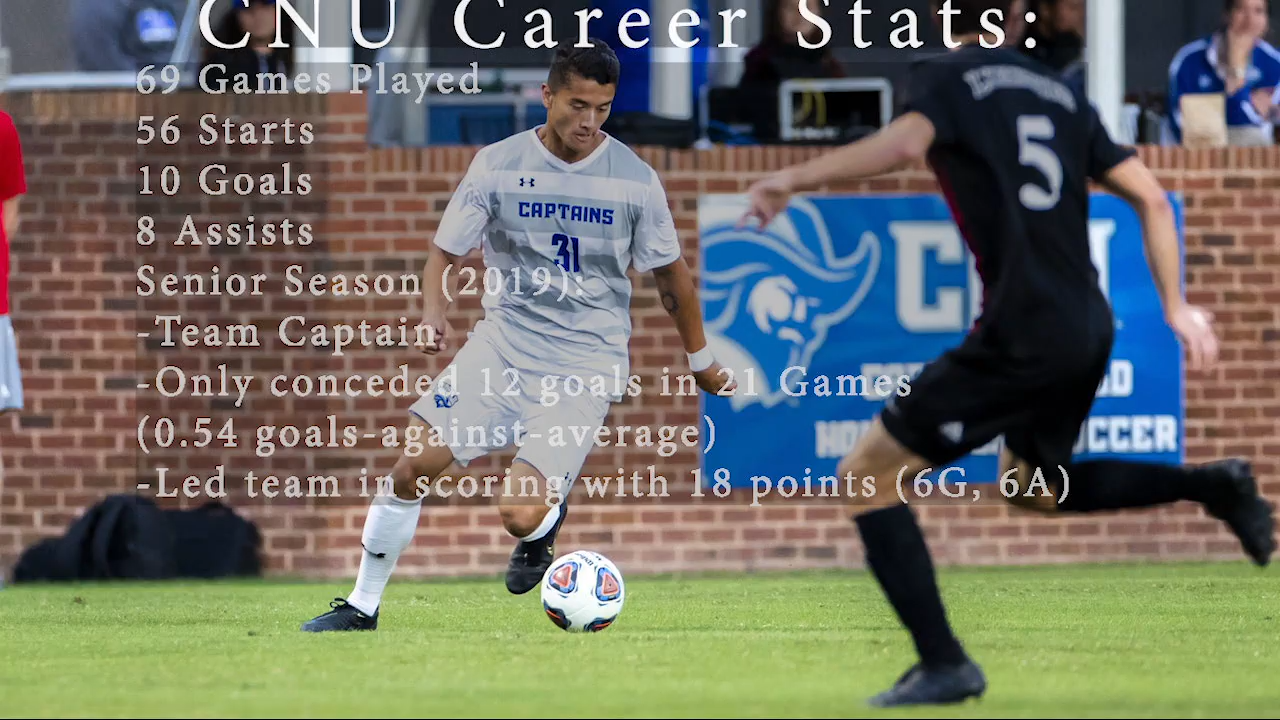 CNU Career Stats:
69 Games Played
56 Starts
10 Goals
8 Assists
Senior Season (2019):
-Team Captain
-Only conceded 12 goals in 21 Games
(0.54 goals-against-average)
-Led team in scoring with 18 points (6G, 6A)
CAPTAINS
31
5